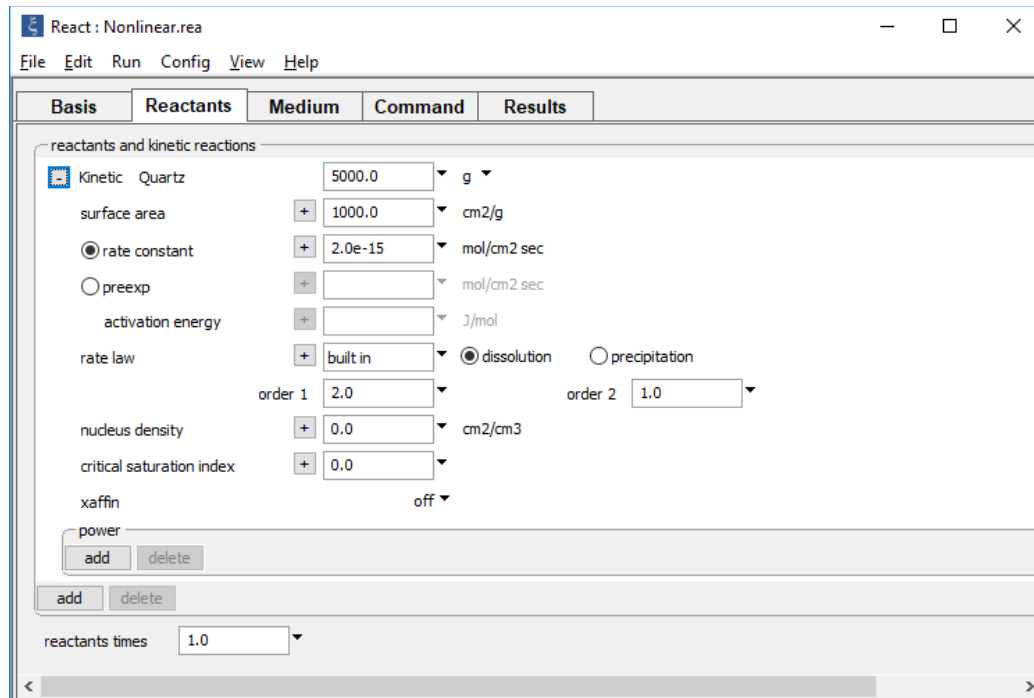 React : Nonlinear.rea
File Edit Run Config View Help
Basis Reactants Medium Command Results
reactants and kinetic reactions
- Kinetic Quartz 5000.0 g
surface area + 1000.0 cm2/g
rate constant + 2.0e-15 mol/cm2 sec
preexp + mol/cm2 sec
activation energy + J/mol
rate law + built in dissolution precipitation
order 1 2.0 order 2 1.0
nucleus density + 0.0 cm2/cm3
critical saturation index + 0.0
xaffin off
power
add delete
add delete
reactants times 1.0